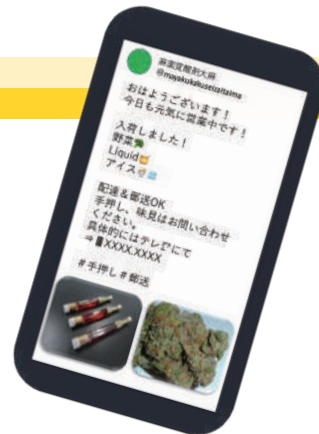 麻薬覚醒剤大麻
@mayakukakuseizaitaima
おはようございます！
今日も元気に営業中です！
入荷しました！
野菜🥦
Liquid🍯
アイス🍨🧊
配達＆郵送OK
手押し、味見はお問い合わせ
ください。
具体的にはテレ🅿にて
⇒📱XXXX.XXXX
＃手押し＃郵送